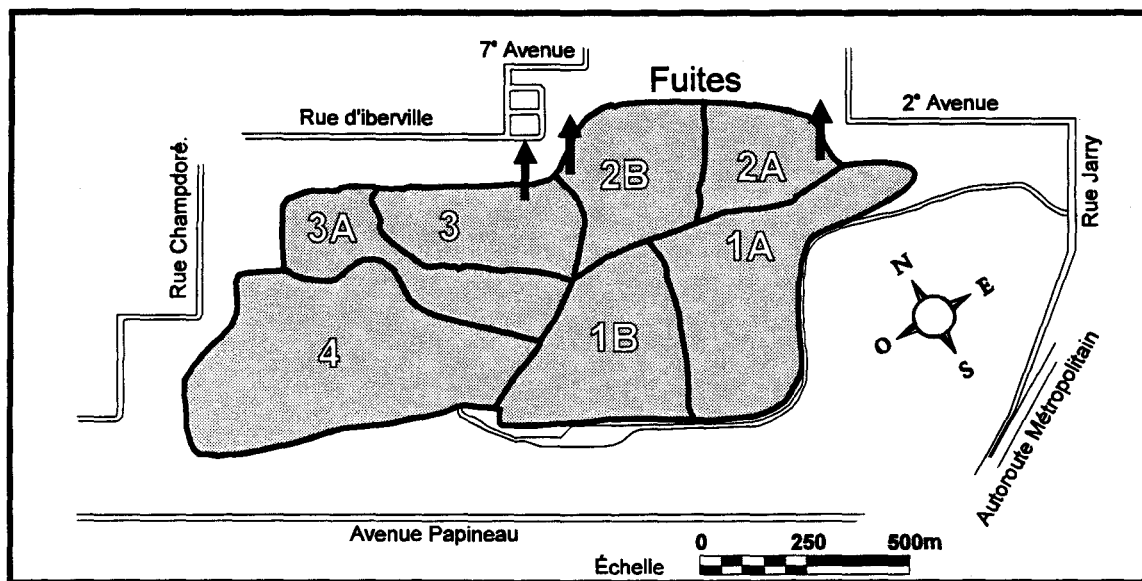 7e Avenue
Fuites
Rue d'iberville
2e Avenue
Rue Champdoré.
Rue Jarry
2B
2A
3A
3
1A
N
E
O
S
4
1B
Autoroute Métropolitain
Avenue Papineau
0 250 500m
Échelle